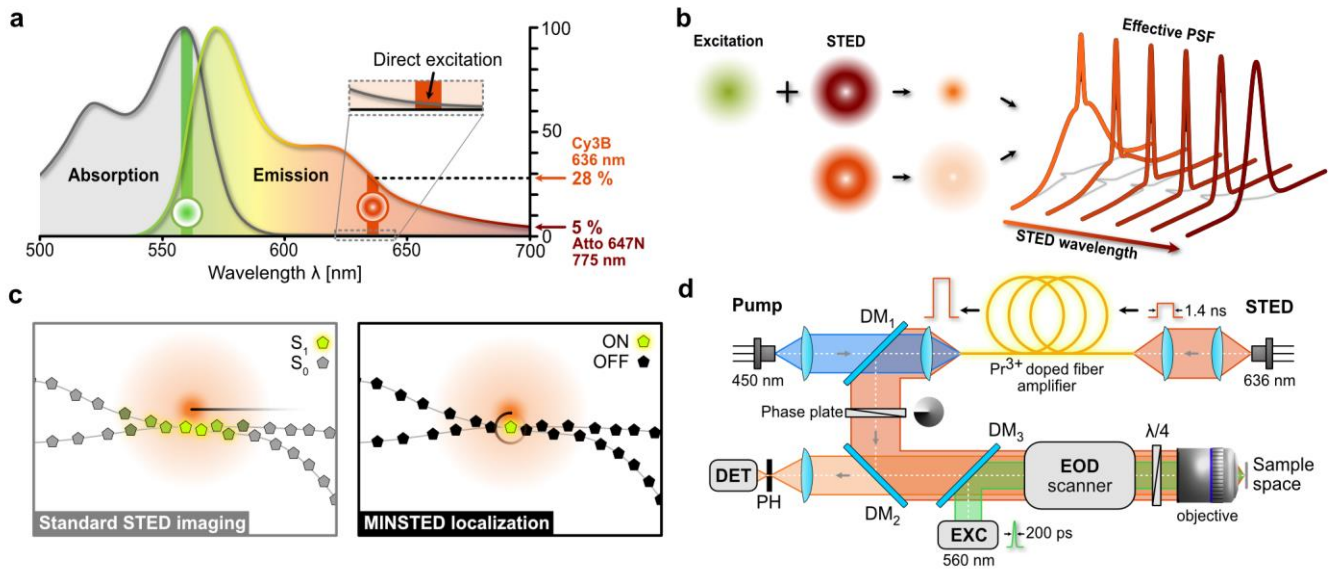 a
100
50
0
Direct excitation
Absorption
Emission
Cy3B
636 nm
28 %
5 %
Atto 647N
775 nm
500
600
650
700
Wavelength λ [nm]
b
Excitation
STED
Effective PSF
STED wavelength
c
S1
S0
Standard STED imaging
ON
OFF
MINSTED localization
d
Pump
DM1
1.4 ns
STED
450 nm
Pr3+ doped fiber
amplifier
636 nm
Phase plate
DM3
λ/4
DET
PH
DM2
EOD
scanner
Sample
space
objective
EXC
200 ps
560 nm